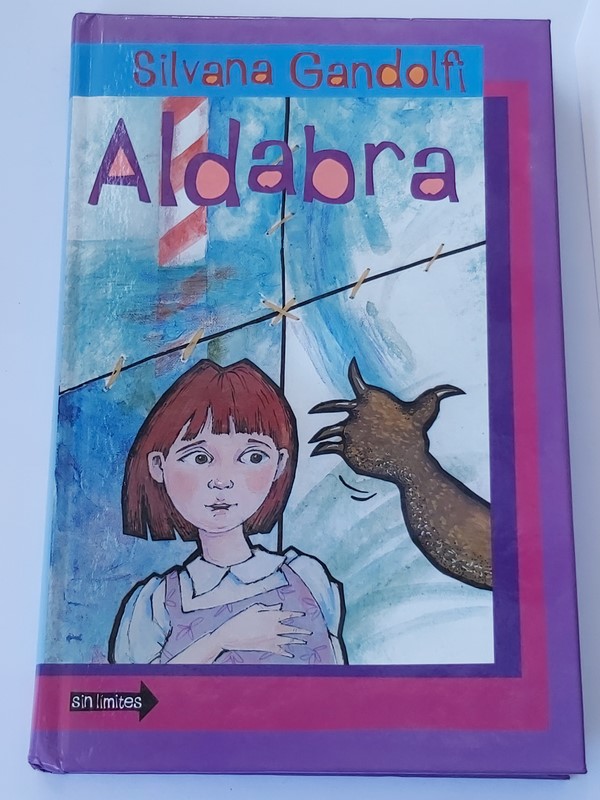 Silvana Gandolfi
Aldabra
sin límites